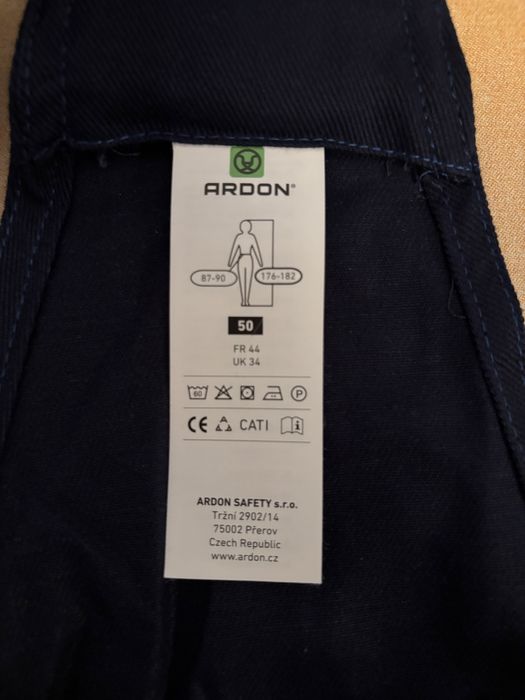 ARDON®
87-90 176-182
50
FR 44
UK 34
60 P
CE CAT I i
ARDON SAFETY s.r.o.
Tržní 2902/14
75002 Přerov
Czech Republic
www.ardon.cz